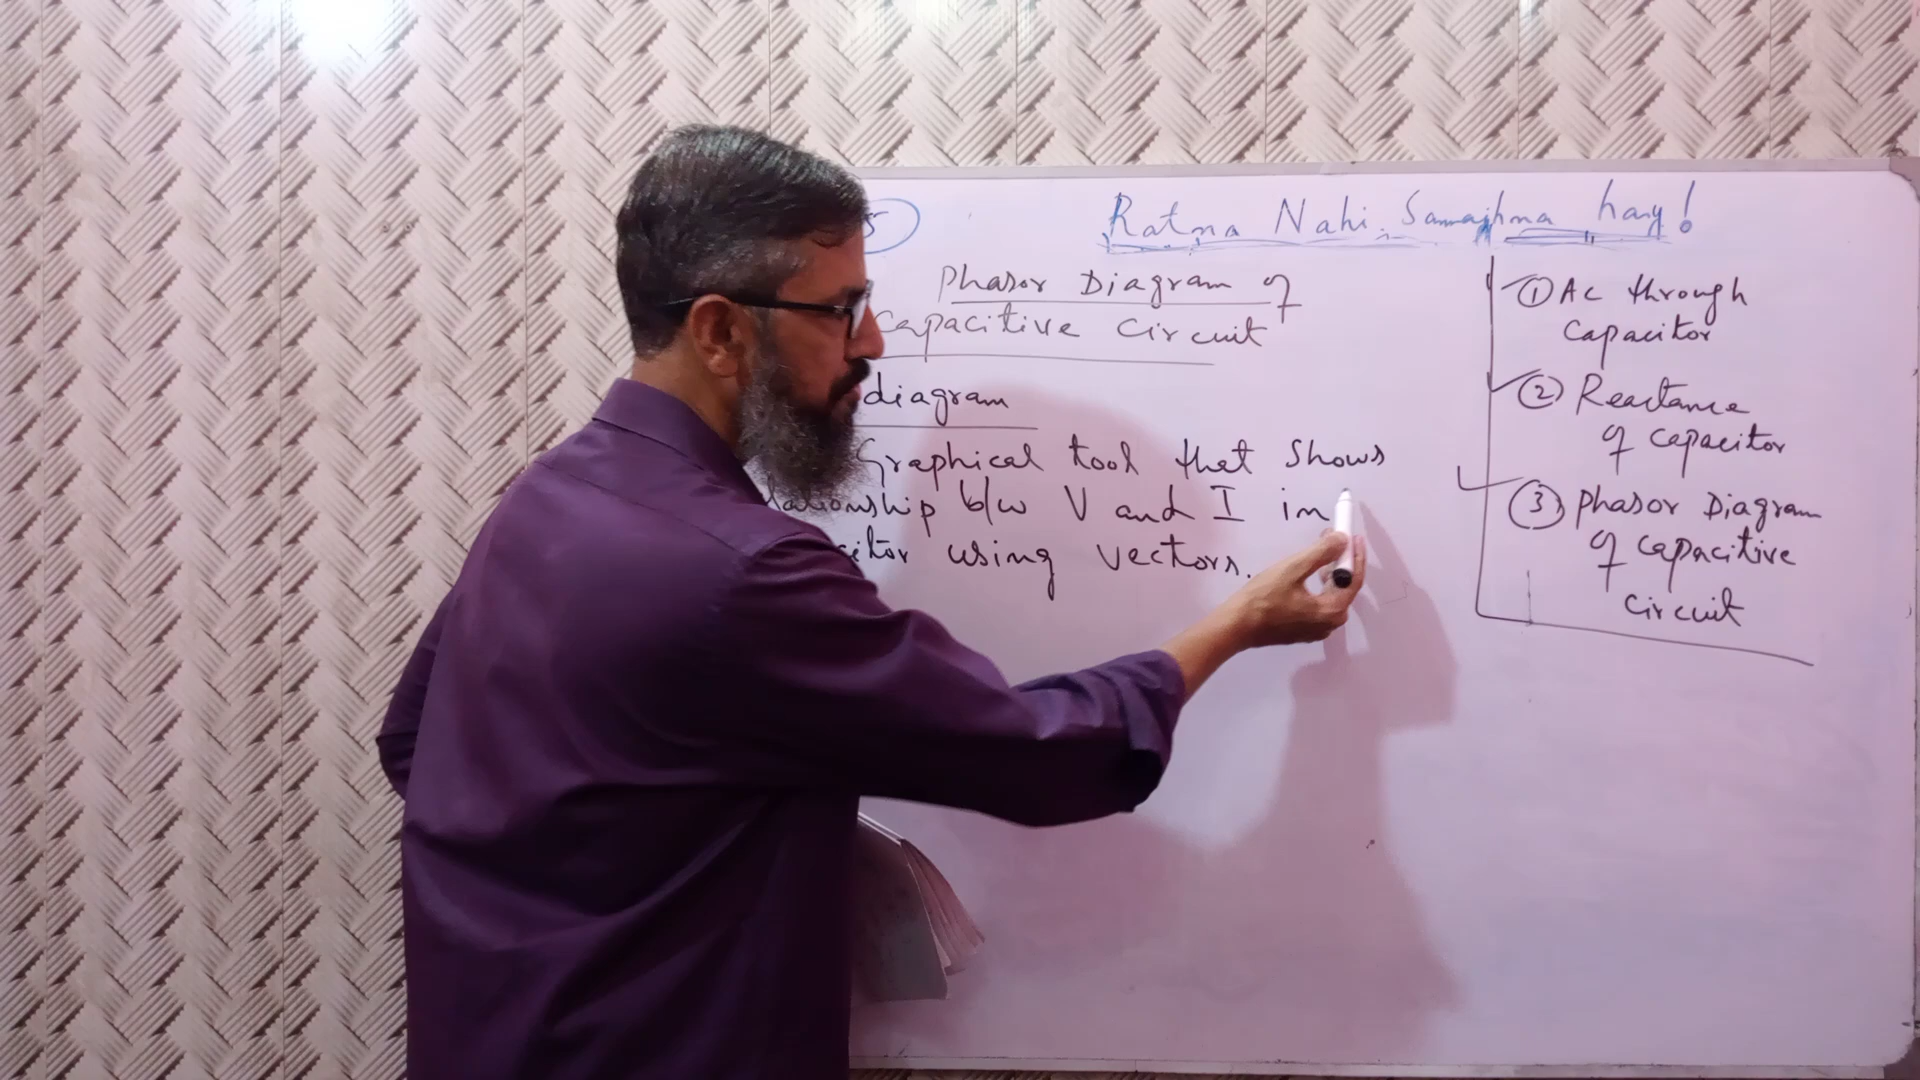 5
Ratna Nahi. Samajhna hay!
Phasor Diagram of
Capacitive Circuit
diagram
Graphical tool that shows
b/w V and I in
using vectors.
① AC through
capacitor
② Reactance
of capacitor
③ Phasor Diagram
of capacitive
circuit